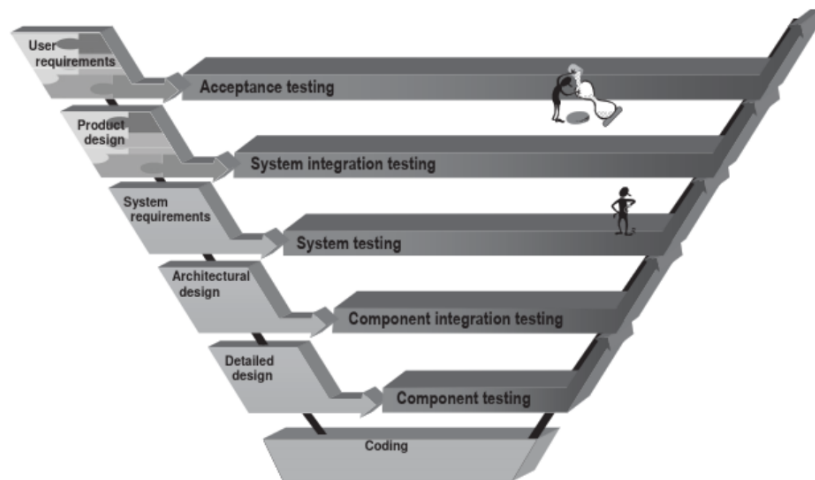 User
requirements
Acceptance testing
Product
design
System integration testing
System
requirements
System testing
Architectural
design
Component integration testing
Detailed
design
Component testing
Coding